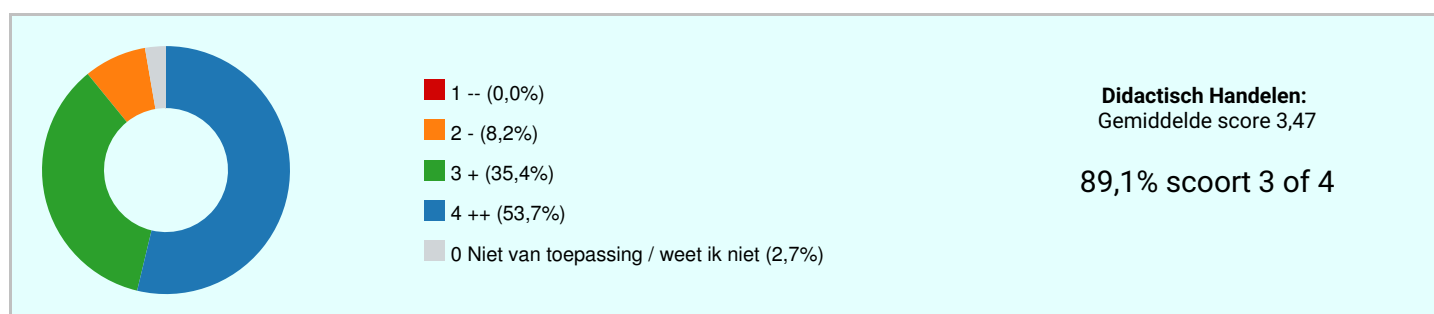 1 -- (0,0%)
2 - (8,2%)
3 + (35,4%)
4 ++ (53,7%)
0 Niet van toepassing / weet ik niet (2,7%)
Didactisch Handelen:
Gemiddelde score 3,47
89,1% scoort 3 of 4